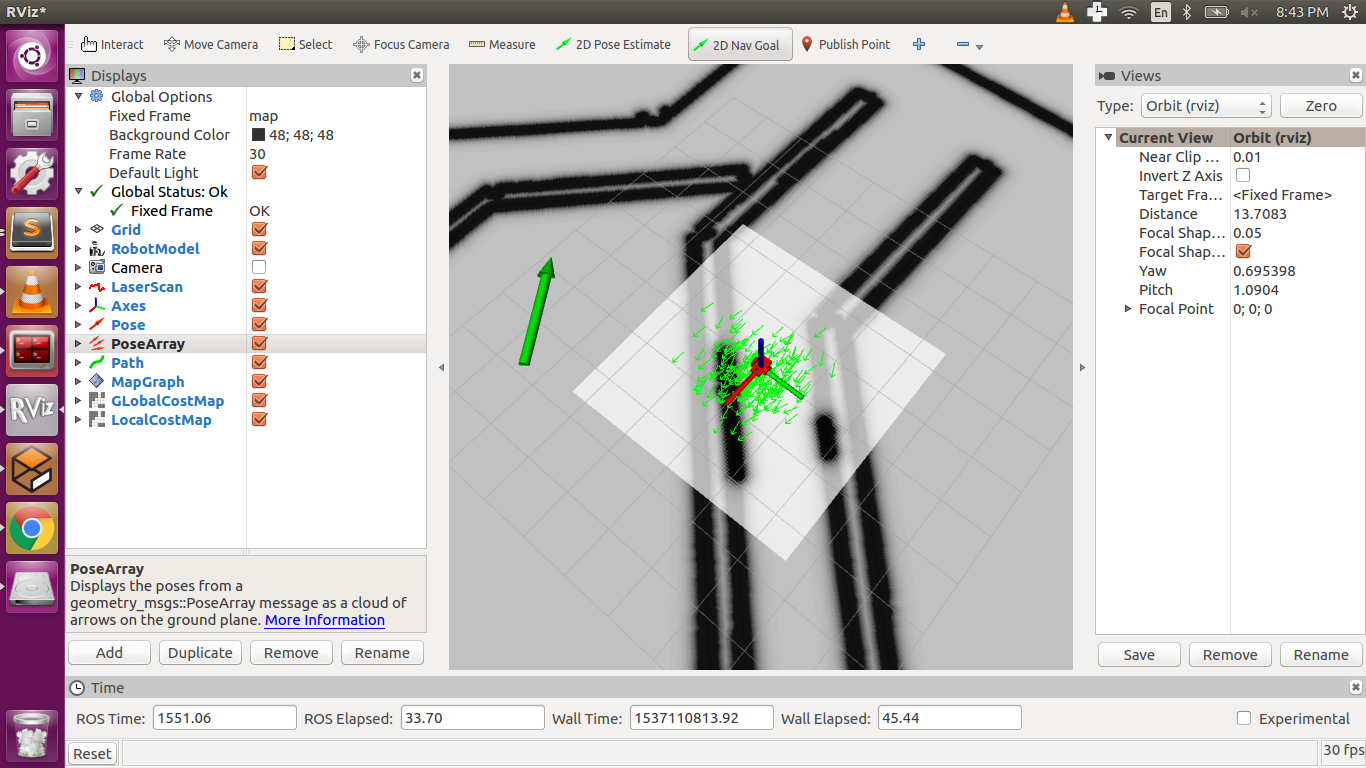 RViz*
En
8:43 PM
Interact
Move Camera
Select
Focus Camera
Measure
2D Pose Estimate
2D Nav Goal
Publish Point
Displays
Global Options
Fixed Frame map
Background Color 48; 48; 48
Frame Rate 30
Default Light
Global Status: Ok
Fixed Frame OK
Grid
RobotModel
Camera
LaserScan
Axes
Pose
PoseArray
Path
MapGraph
GLobalCostMap
LocalCostMap
PoseArray
Displays the poses from a
geometry_msgs::PoseArray message as a cloud of
arrows on the ground plane. More Information
Add Duplicate Remove Rename
Views
Type: Orbit (rviz) Zero
Current View Orbit (rviz)
Near Clip ... 0.01
Invert Z Axis
Target Fra... <Fixed Frame>
Distance 13.7083
Focal Shap... 0.05
Focal Shap...
Yaw 0.695398
Pitch 1.0904
Focal Point 0; 0; 0
Save Remove Rename
S
RViz
Time
ROS Time: 1551.06 ROS Elapsed: 33.70 Wall Time: 1537110813.92 Wall Elapsed: 45.44 Experimental
Reset 30 fps